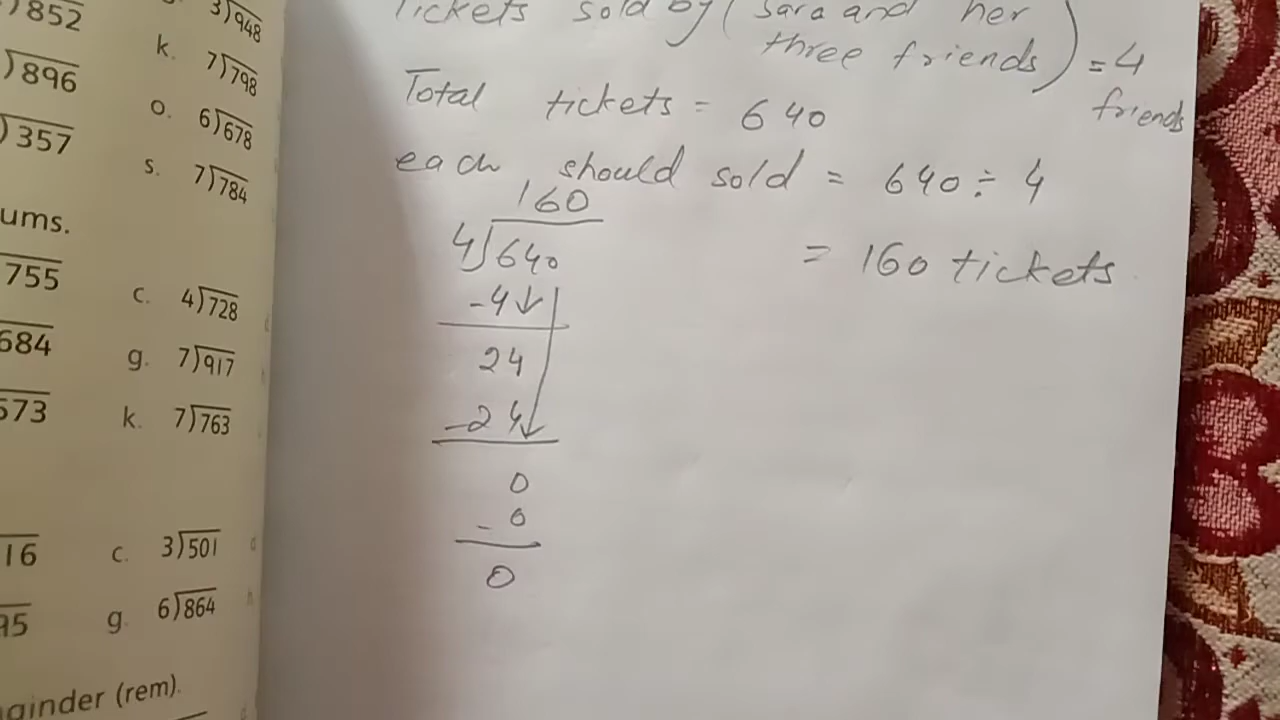 852
3)948
k. 7)798
)896
o. 6)678
)357
s. 7)784
ums.
755
c. 4)728
684
g. 7)917
573
k. 7)763
16
c. 3)501
95
g. 6)864
ginder (rem).
Tickets sold by (Sara and her
three friends) = 4
friends
Total tickets = 640
each should sold = 640 ÷ 4
= 160 tickets
160
4)640
-4↓
24
-24↓
0
- 0
0